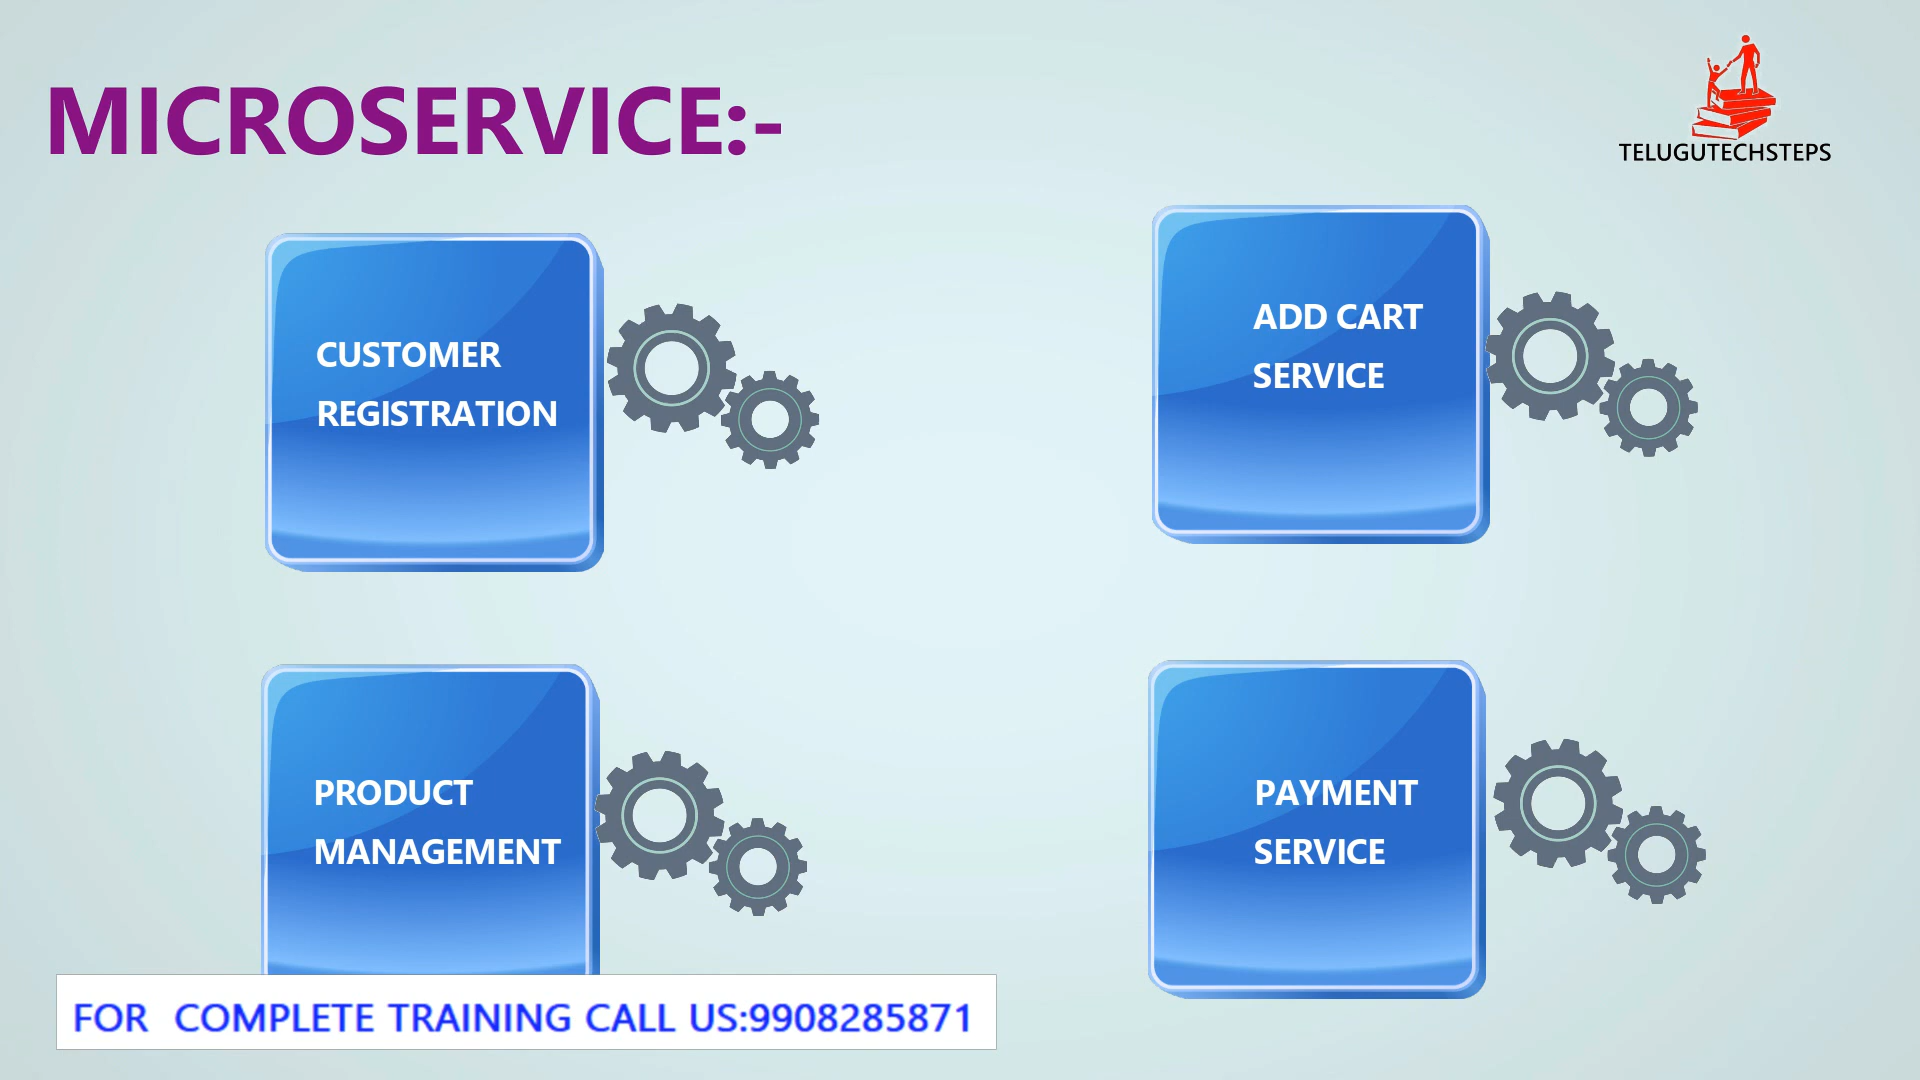 MICROSERVICE:-
TELUGUTECHSTEPS
CUSTOMER
REGISTRATION
ADD CART
SERVICE
PRODUCT
MANAGEMENT
PAYMENT
SERVICE
FOR  COMPLETE TRAINING CALL US:9908285871